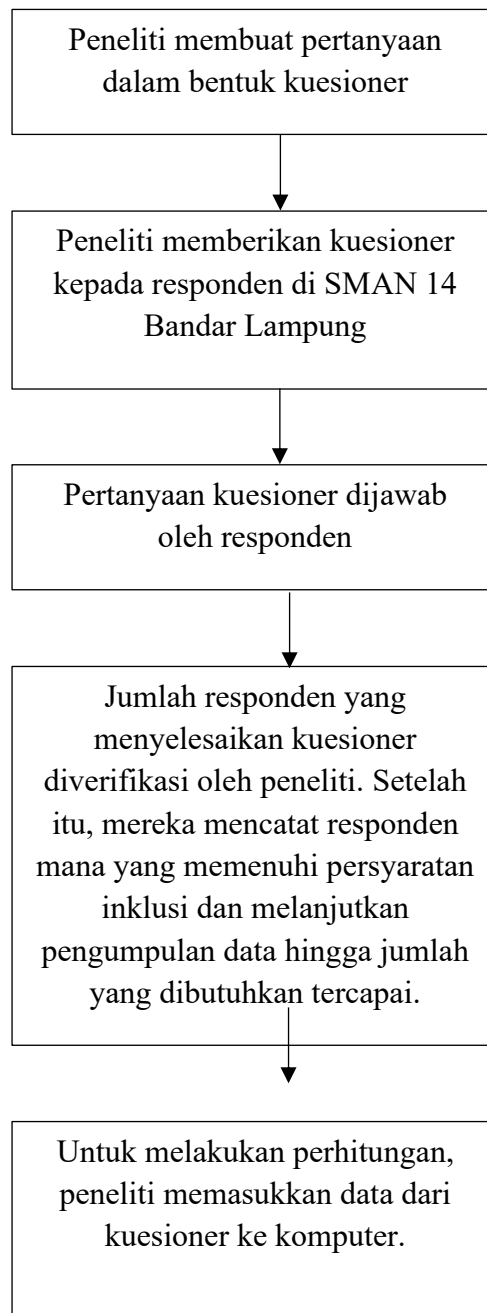 Peneliti membuat pertanyaan
dalam bentuk kuesioner
Peneliti memberikan kuesioner
kepada responden di SMAN 14
Bandar Lampung
Pertanyaan kuesioner dijawab
oleh responden
Jumlah responden yang
menyelesaikan kuesioner
diverifikasi oleh peneliti. Setelah
itu, mereka mencatat responden
mana yang memenuhi persyaratan
inklusi dan melanjutkan
pengumpulan data hingga jumlah
yang dibutuhkan tercapai.
Untuk melakukan perhitungan,
peneliti memasukkan data dari
kuesioner ke komputer.